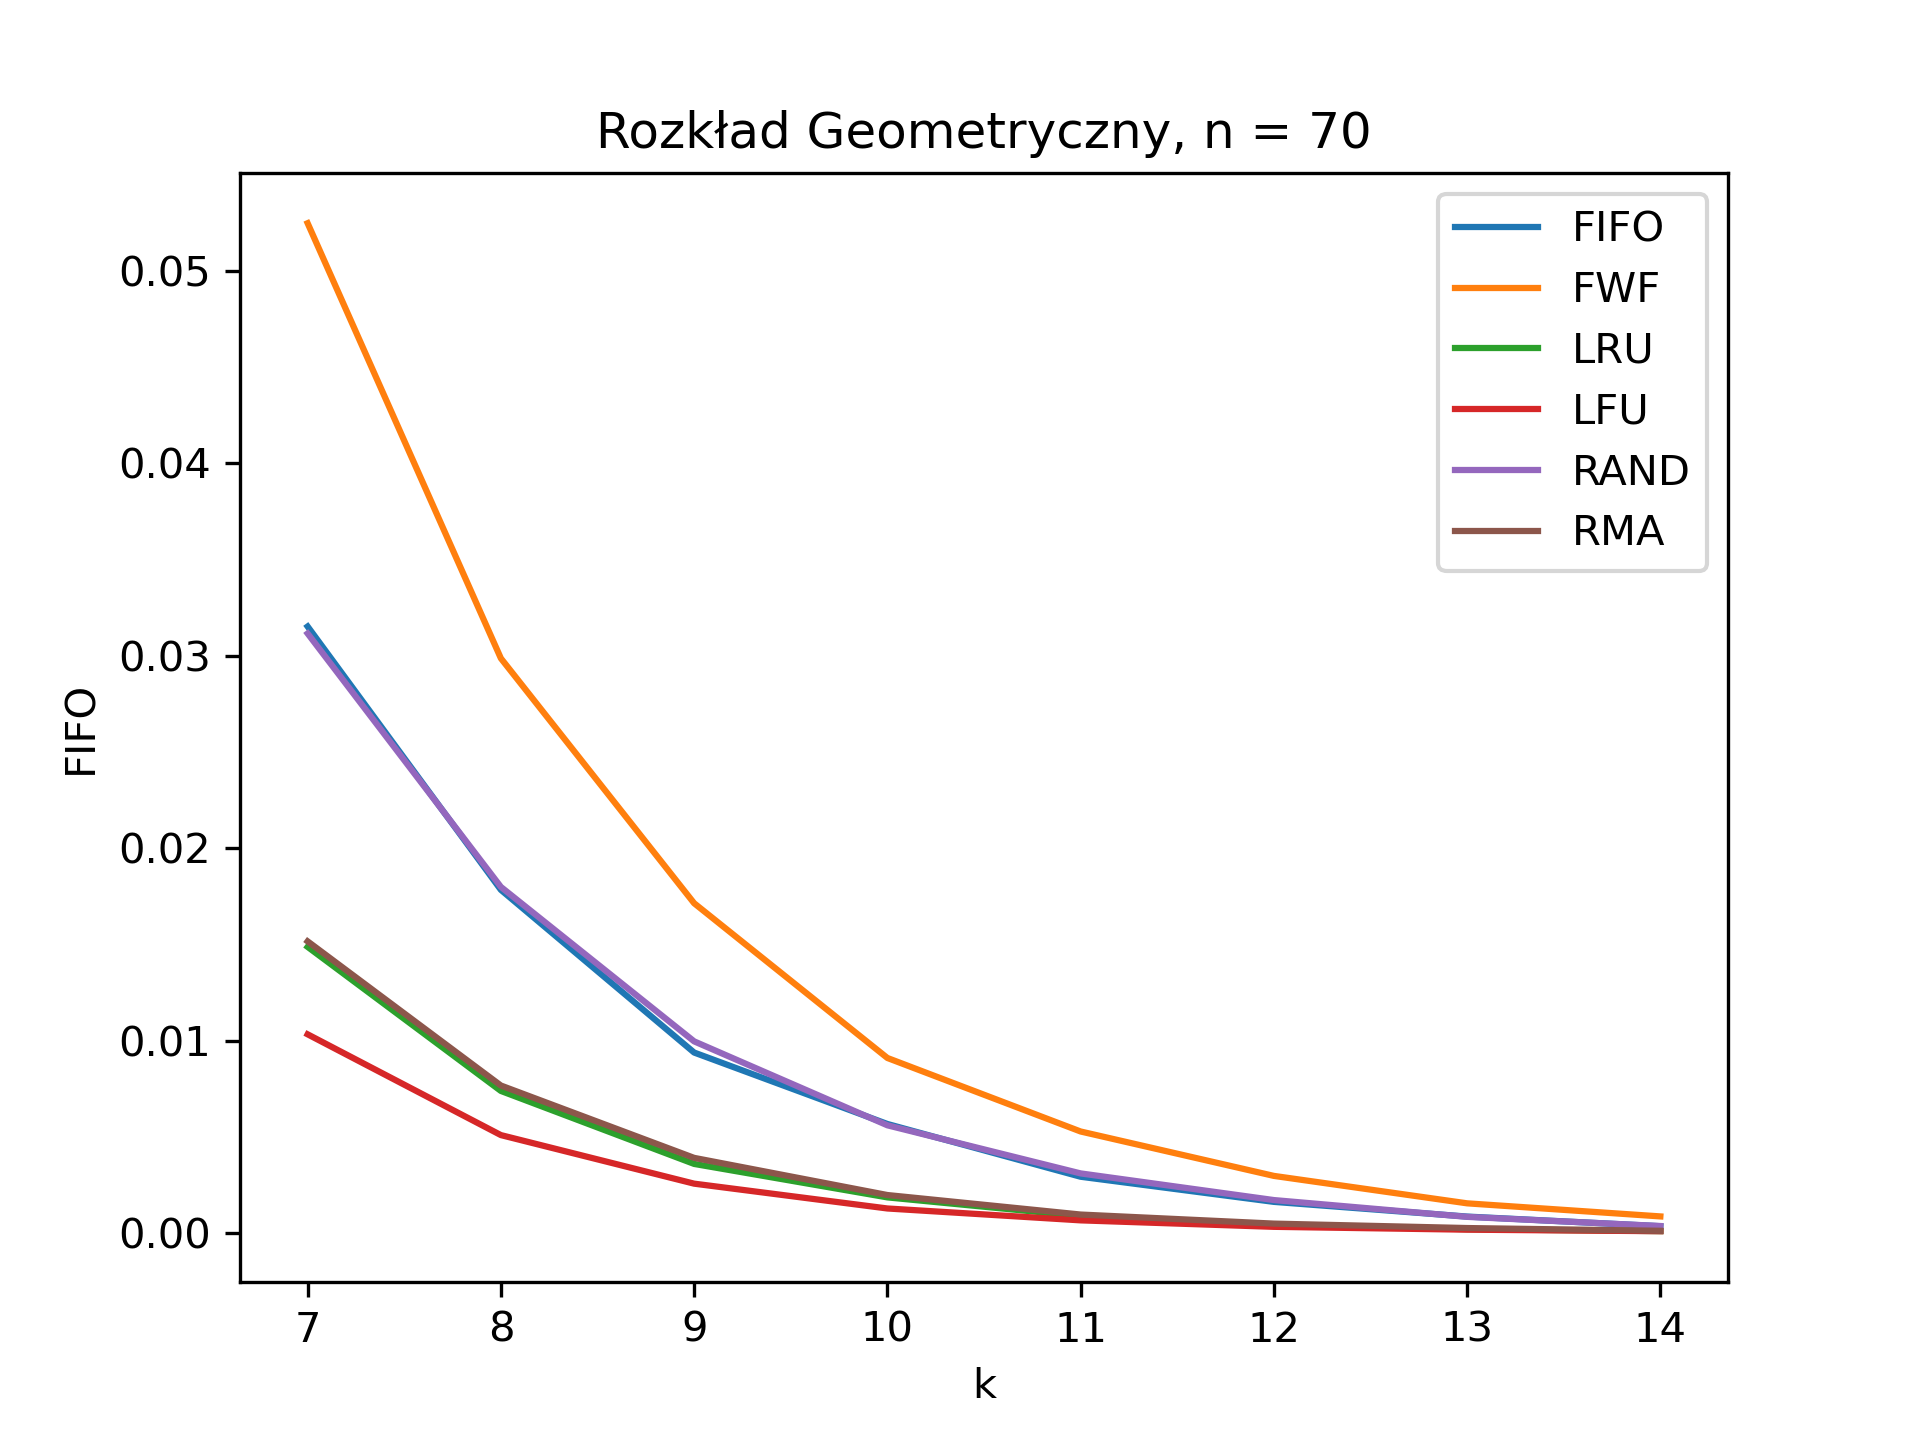 Rozkład Geometryczny, n = 70
FIFO
FWF
LRU
LFU
RAND
RMA
0.05
0.04
0.03
0.02
0.01
0.00
FIFO
7 8 9 10 11 12 13 14
k